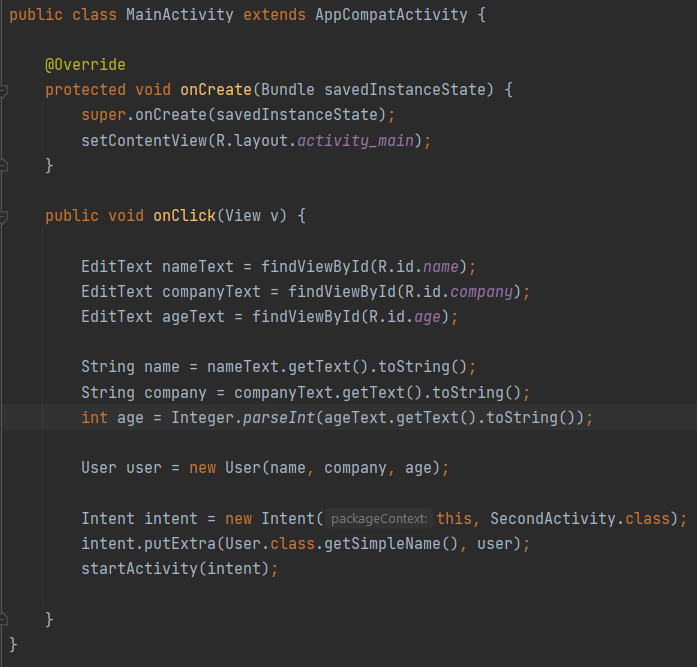 public class MainActivity extends AppCompatActivity {
@Override
protected void onCreate(Bundle savedInstanceState) {
super.onCreate(savedInstanceState);
setContentView(R.layout.activity_main);
}
public void onClick(View v) {
EditText nameText = findViewById(R.id.name);
EditText companyText = findViewById(R.id.company);
EditText ageText = findViewById(R.id.age);
String name = nameText.getText().toString();
String company = companyText.getText().toString();
int age = Integer.parseInt(ageText.getText().toString());
User user = new User(name, company, age);
Intent intent = new Intent( packageContext: this, SecondActivity.class);
intent.putExtra(User.class.getSimpleName(), user);
startActivity(intent);
}
}